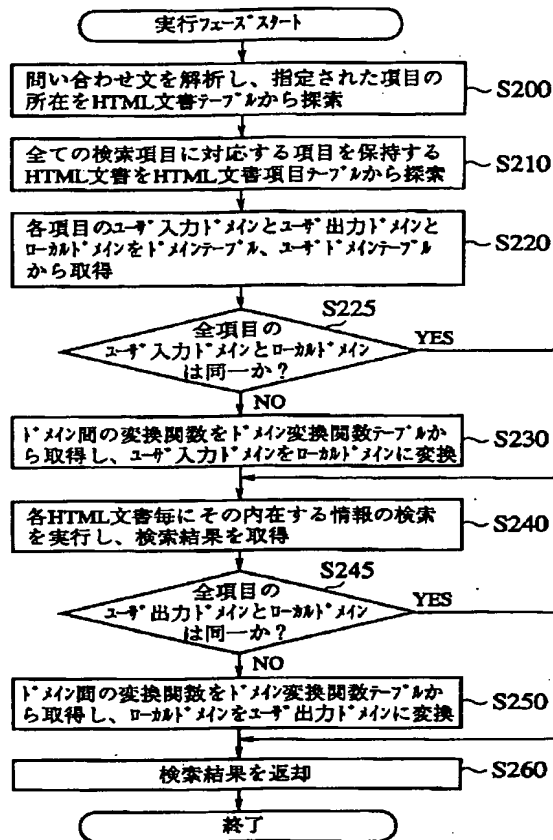 実行フェーズスタート
問い合わせ文を解析し、指定された項目の
所在をHTML文書テーブルから探索
S200
全ての検索項目に対応する項目を保持する
HTML文書をHTML文書項目テーブルから探索
S210
各項目のユーザ入力ドメインとユーザ出力ドメインと
ローカルドメインをドメインテーブル、ユーザドメインテーブル
から取得
S220
S225
全項目の
ユーザ入力ドメインとローカルドメイン
は同一か?
YES
NO
ドメイン間の変換関数をドメイン変換関数テーブルか
ら取得し、ユーザ入力ドメインをローカルドメインに変換
S230
各HTML文書毎にその内在する情報の検索
を実行し、検索結果を取得
S240
S245
全項目の
ユーザ出力ドメインとローカルドメイン
は同一か?
YES
NO
ドメイン間の変換関数をドメイン変換関数テーブルか
ら取得し、ローカルドメインをユーザ出力ドメインに変換
S250
検索結果を返却
S260
終了